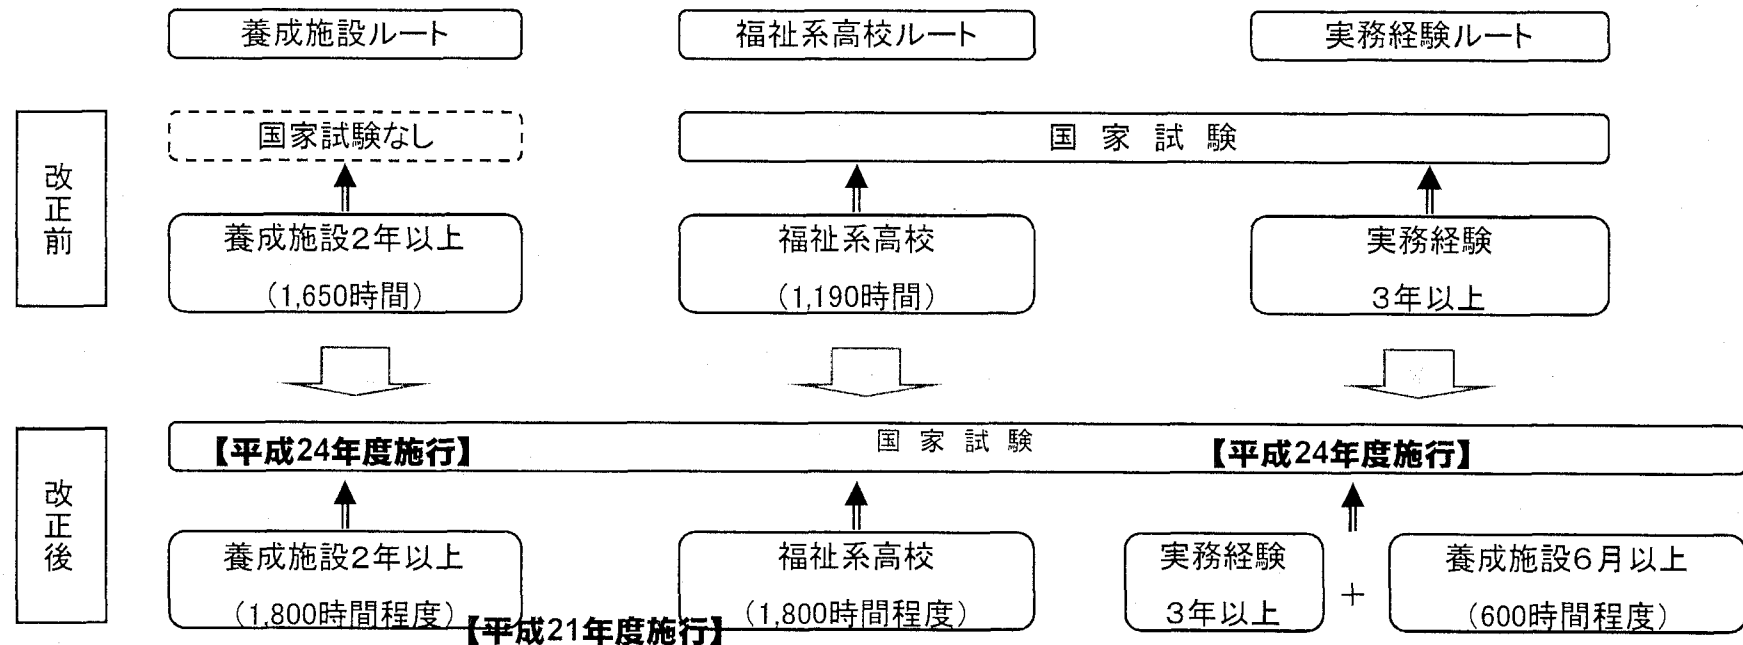 養成施設ルート
福祉系高校ルート
実務経験ルート
改正前
国家試験なし
国家試験
養成施設2年以上
(1,650時間)
福祉系高校
(1,190時間)
実務経験
3年以上
改正後
【平成24年度施行】
国家試験
【平成24年度施行】
養成施設2年以上
(1,800時間程度)
【平成21年度施行】
福祉系高校
(1,800時間程度)
実務経験
3年以上
+
養成施設6月以上
(600時間程度)